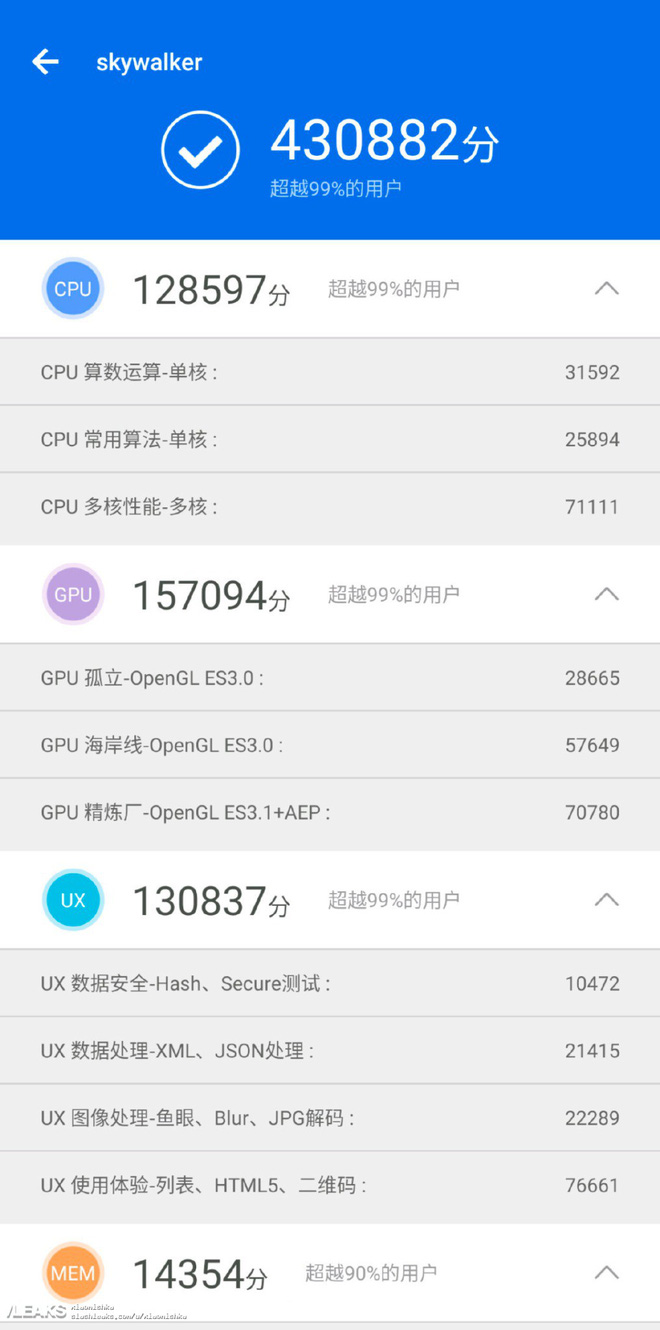 skywalker
430882分
超越99%的用户
CPU 128597分 超越99%的用户
CPU 算数运算-单核 : 31592
CPU 常用算法-单核 : 25894
CPU 多核性能-多核 : 71111
GPU 157094分 超越99%的用户
GPU 孤立-OpenGL ES3.0 : 28665
GPU 海岸线-OpenGL ES3.0 : 57649
GPU 精炼厂-OpenGL ES3.1+AEP : 70780
UX 130837分 超越99%的用户
UX 数据安全-Hash、Secure测试 : 10472
UX 数据处理-XML、JSON处理 : 21415
UX 图像处理-鱼眼、Blur、JPG解码 : 22289
UX 使用体验-列表、HTML5、二维码 : 76661
MEM 14354分 超越90%的用户
/LEAKS